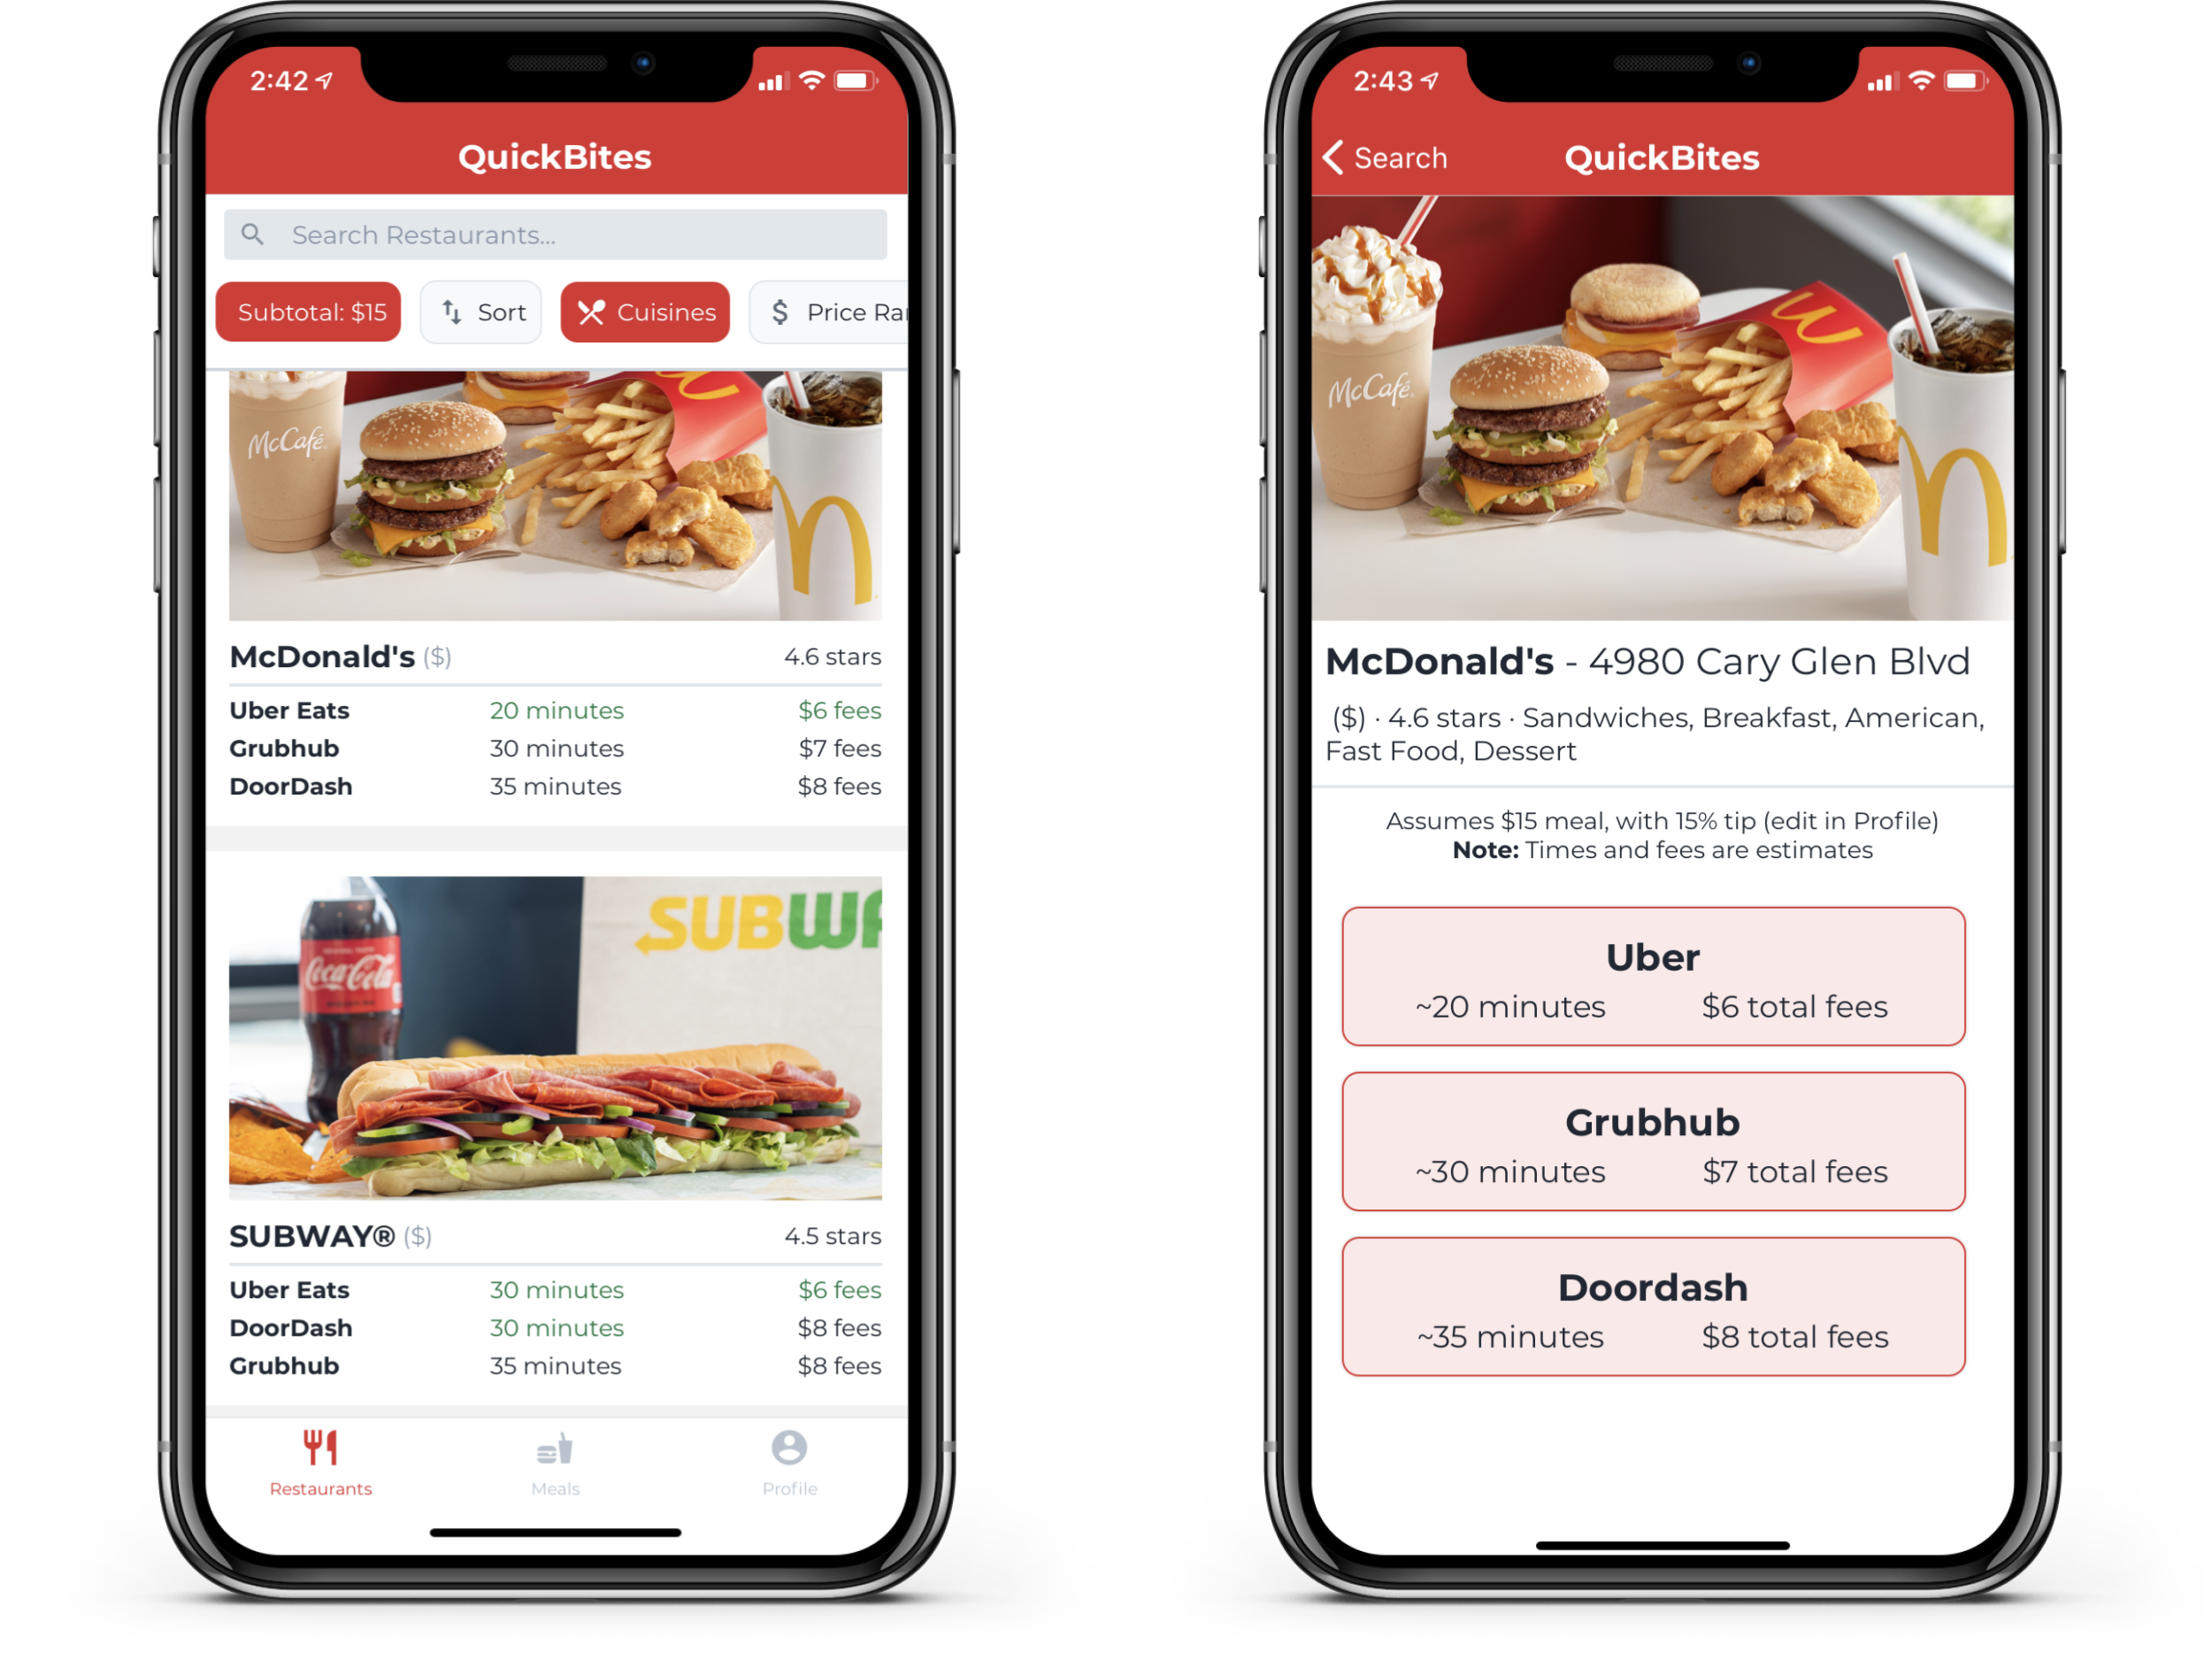 2:42
QuickBites
Search Restaurants...
Subtotal: $15
Sort
Cuisines
Price Ra
McCafé
McDonald's ($)
4.6 stars
Uber Eats 20 minutes $6 fees
Grubhub 30 minutes $7 fees
DoorDash 35 minutes $8 fees
SUBWA
Coca-Cola
SUBWAY® ($)
4.5 stars
Uber Eats 30 minutes $6 fees
DoorDash 30 minutes $8 fees
Grubhub 35 minutes $8 fees
Restaurants
Meals
Profile
2:43
Search
QuickBites
McCafé
McDonald's - 4980 Cary Glen Blvd
($) · 4.6 stars · Sandwiches, Breakfast, American,
Fast Food, Dessert
Assumes $15 meal, with 15% tip (edit in Profile)
Note: Times and fees are estimates
Uber
~20 minutes $6 total fees
Grubhub
~30 minutes $7 total fees
Doordash
~35 minutes $8 total fees